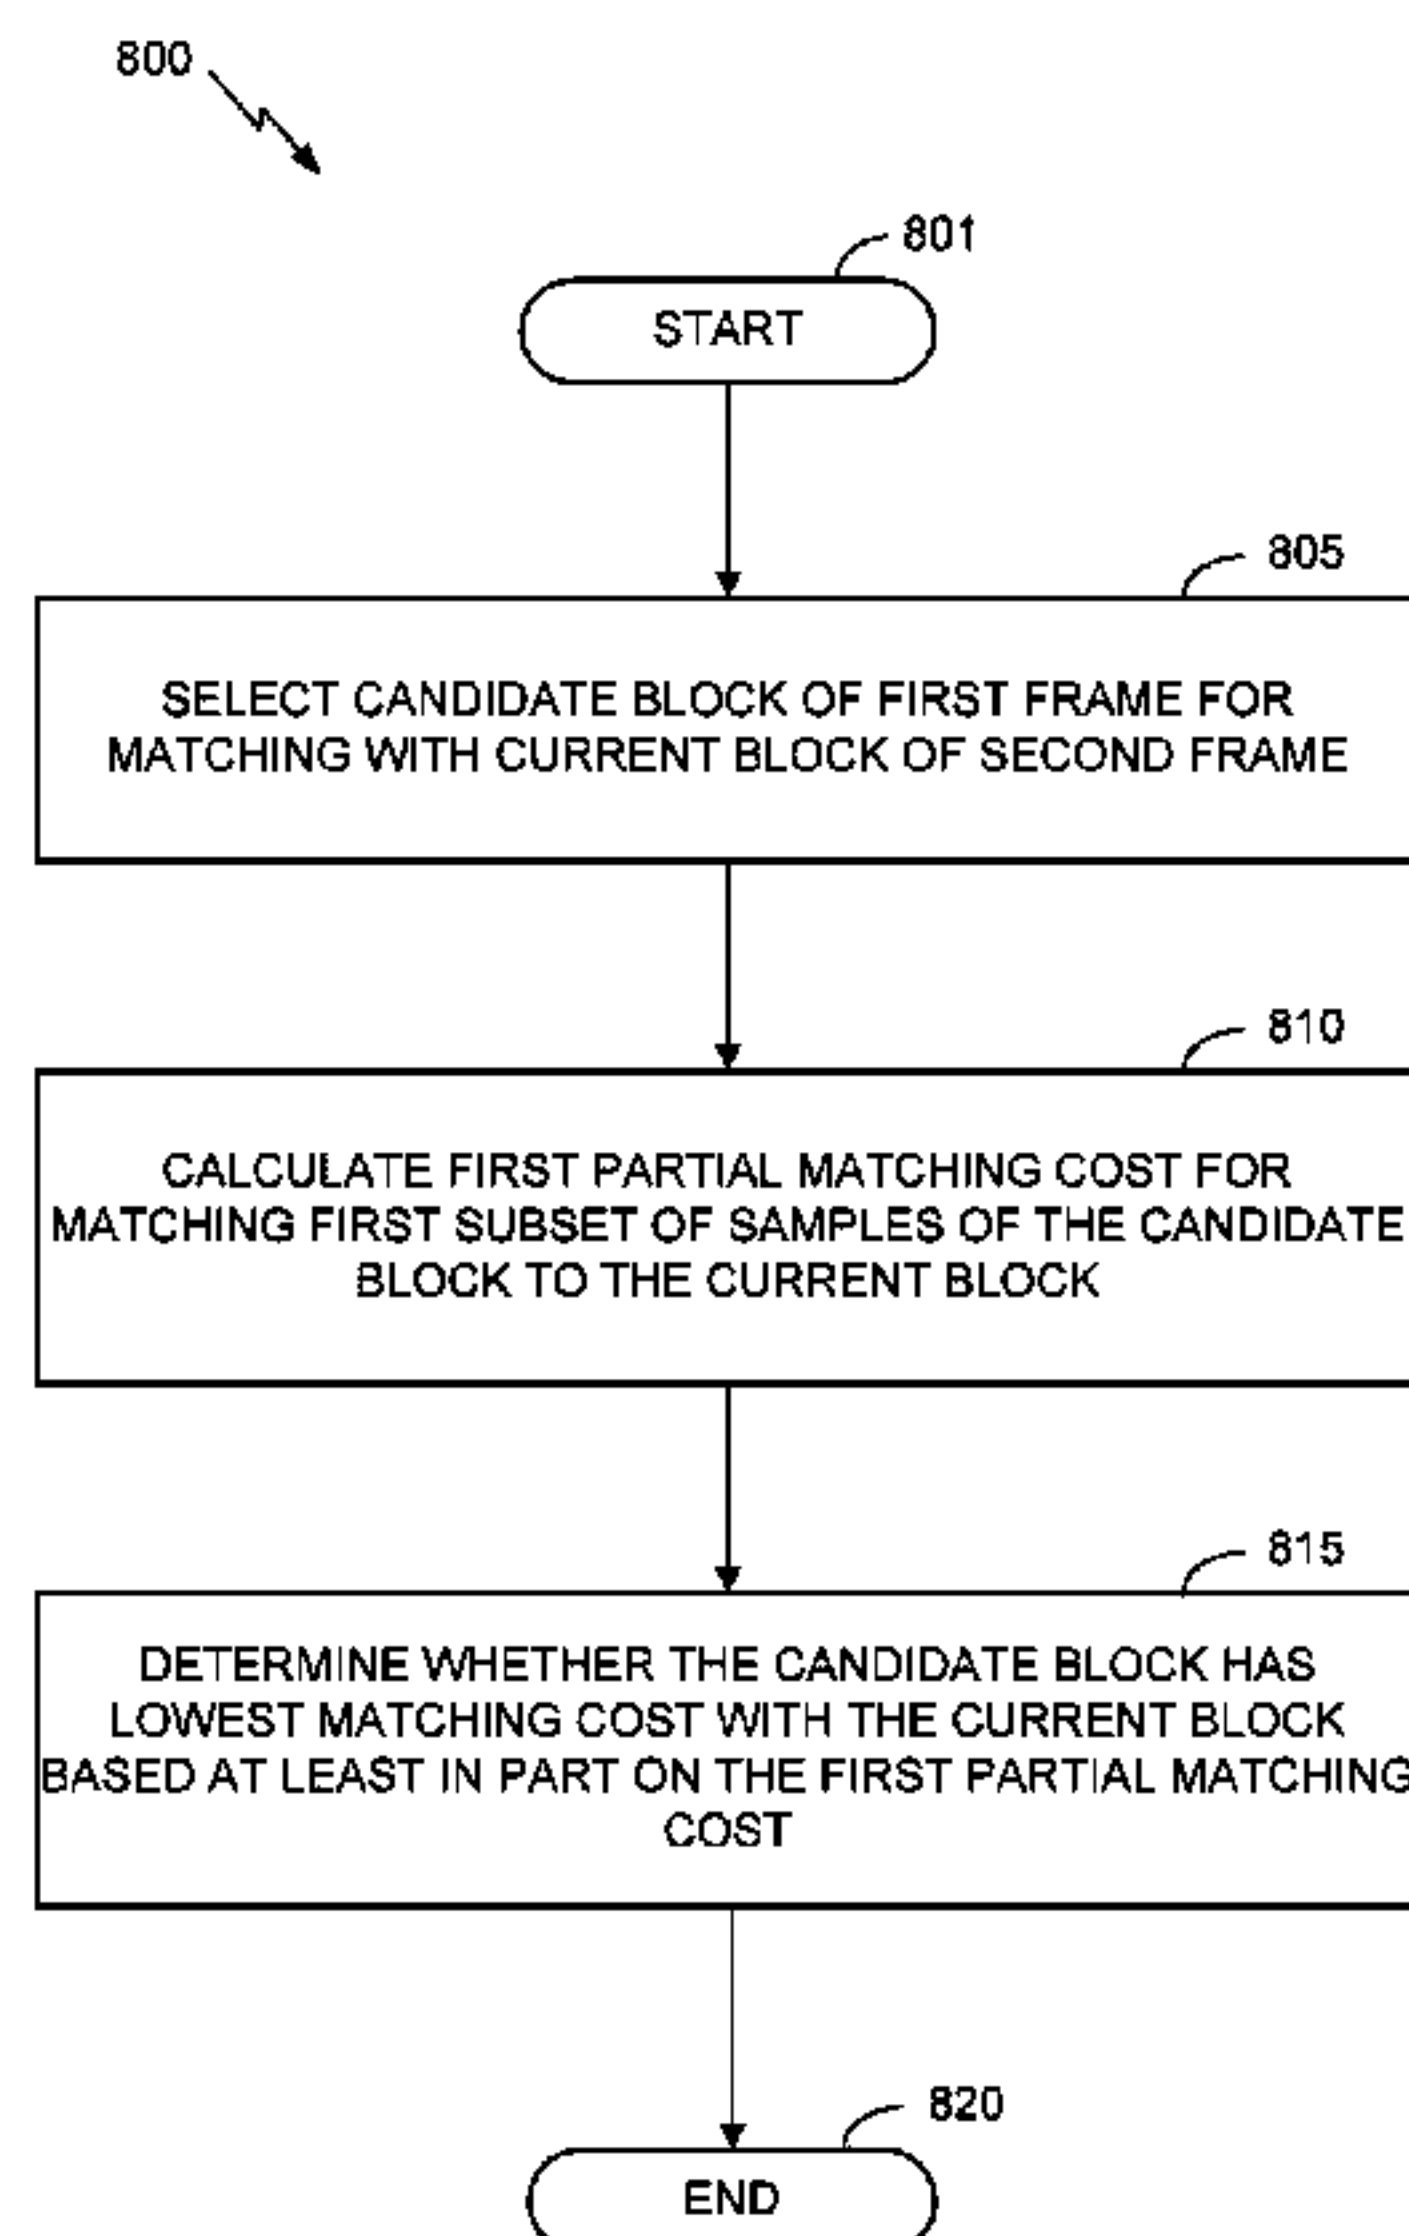 800
801
START
805
SELECT CANDIDATE BLOCK OF FIRST FRAME FOR
MATCHING WITH CURRENT BLOCK OF SECOND FRAME
810
CALCULATE FIRST PARTIAL MATCHING COST FOR
MATCHING FIRST SUBSET OF SAMPLES OF THE CANDIDATE
BLOCK TO THE CURRENT BLOCK
815
DETERMINE WHETHER THE CANDIDATE BLOCK HAS
LOWEST MATCHING COST WITH THE CURRENT BLOCK
BASED AT LEAST IN PART ON THE FIRST PARTIAL MATCHING
COST
820
END